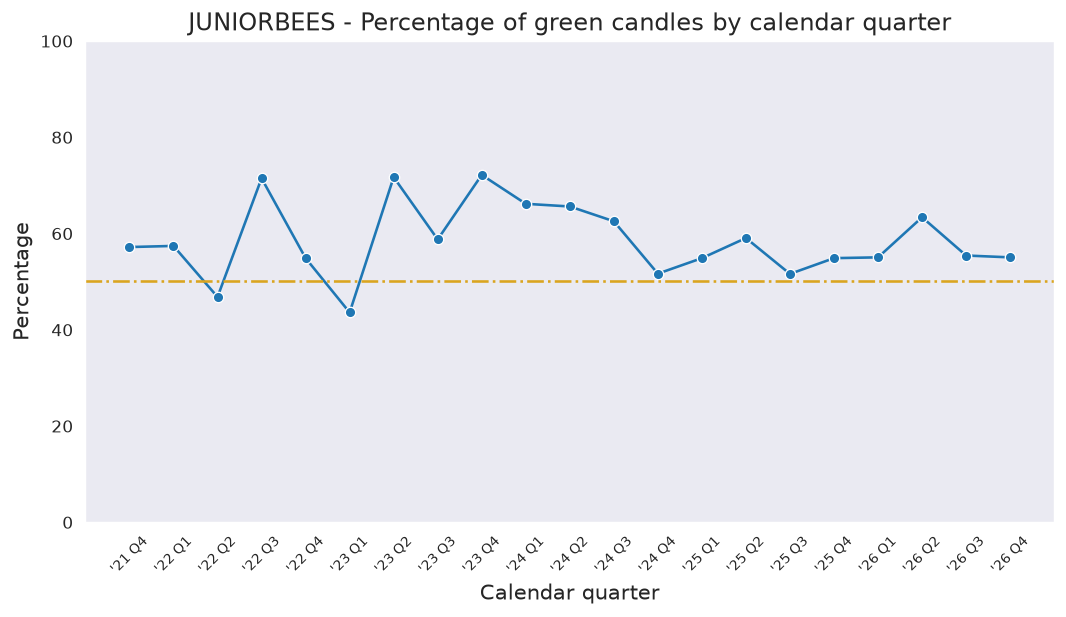 JUNIORBEES - Percentage of green candles by calendar quarter
100
80
60
40
20
0
Percentage
'21 Q4
'22 Q1
'22 Q2
'22 Q3
'22 Q4
'23 Q1
'23 Q2
'23 Q3
'23 Q4
'24 Q1
'24 Q2
'24 Q3
'24 Q4
'25 Q1
'25 Q2
'25 Q3
'25 Q4
'26 Q1
'26 Q2
'26 Q3
'26 Q4
Calendar quarter